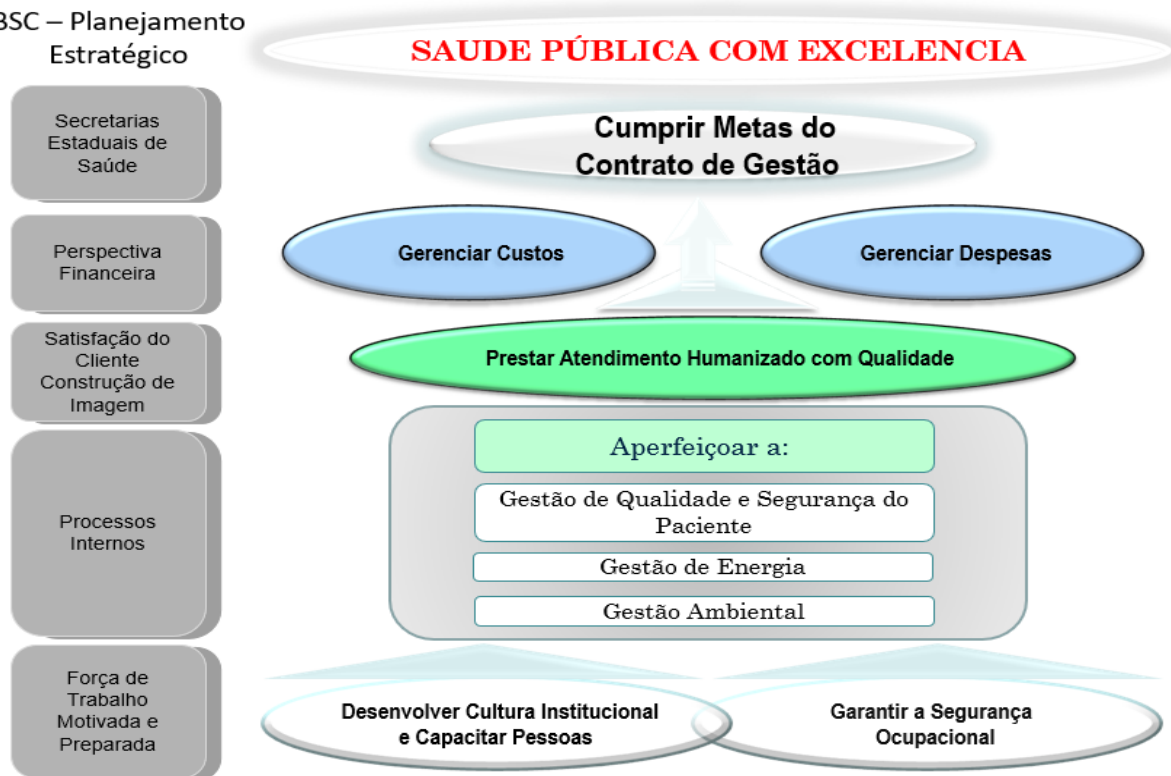 BSC – Planejamento
Estratégico
SAUDE PÚBLICA COM EXCELENCIA
Secretarias
Estaduais de
Saúde
Cumprir Metas do
Contrato de Gestão
Perspectiva
Financeira
Gerenciar Custos
Gerenciar Despesas
Satisfação do
Cliente
Construção de
Imagem
Prestar Atendimento Humanizado com Qualidade
Processos
Internos
Aperfeiçoar a:
Gestão de Qualidade e Segurança do
Paciente
Gestão de Energia
Gestão Ambiental
Força de
Trabalho
Motivada e
Preparada
Desenvolver Cultura Institucional
e Capacitar Pessoas
Garantir a Segurança
Ocupacional